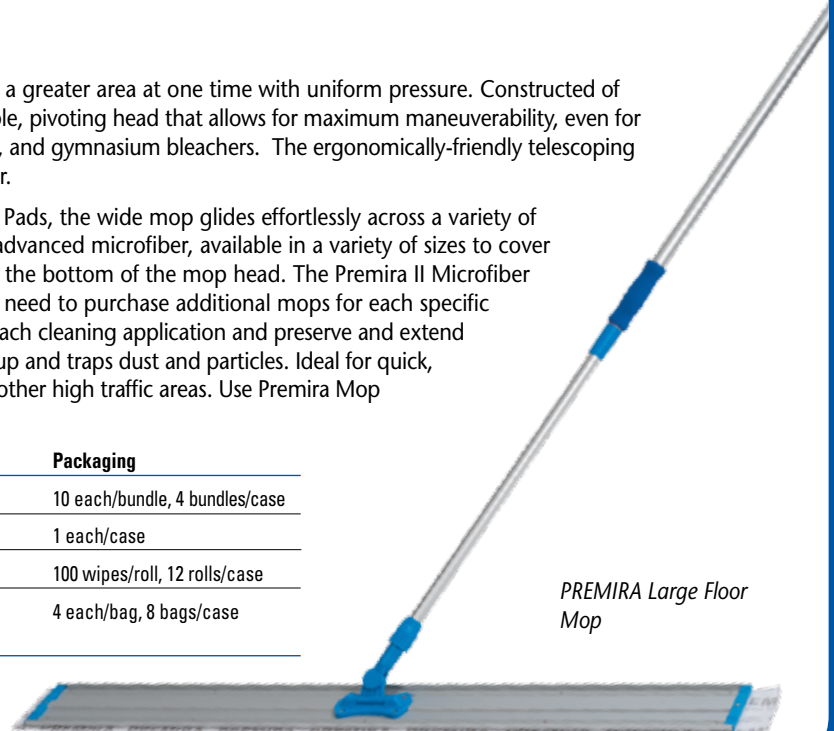 a greater area at one time with uniform pressure. Constructed of
pivoting head that allows for maximum maneuverability, even for
, and gymnasium bleachers. The ergonomically-friendly telescoping
Pads, the wide mop glides effortlessly across a variety of
advanced microfiber, available in a variety of sizes to cover
the bottom of the mop head. The Premira II Microfiber
need to purchase additional mops for each specific
each cleaning application and preserve and extend
up and traps dust and particles. Ideal for quick,
other high traffic areas. Use Premira Mop
Packaging
10 each/bundle, 4 bundles/case
1 each/case
100 wipes/roll, 12 rolls/case
4 each/bag, 8 bags/case
PREMIRA Large Floor
Mop